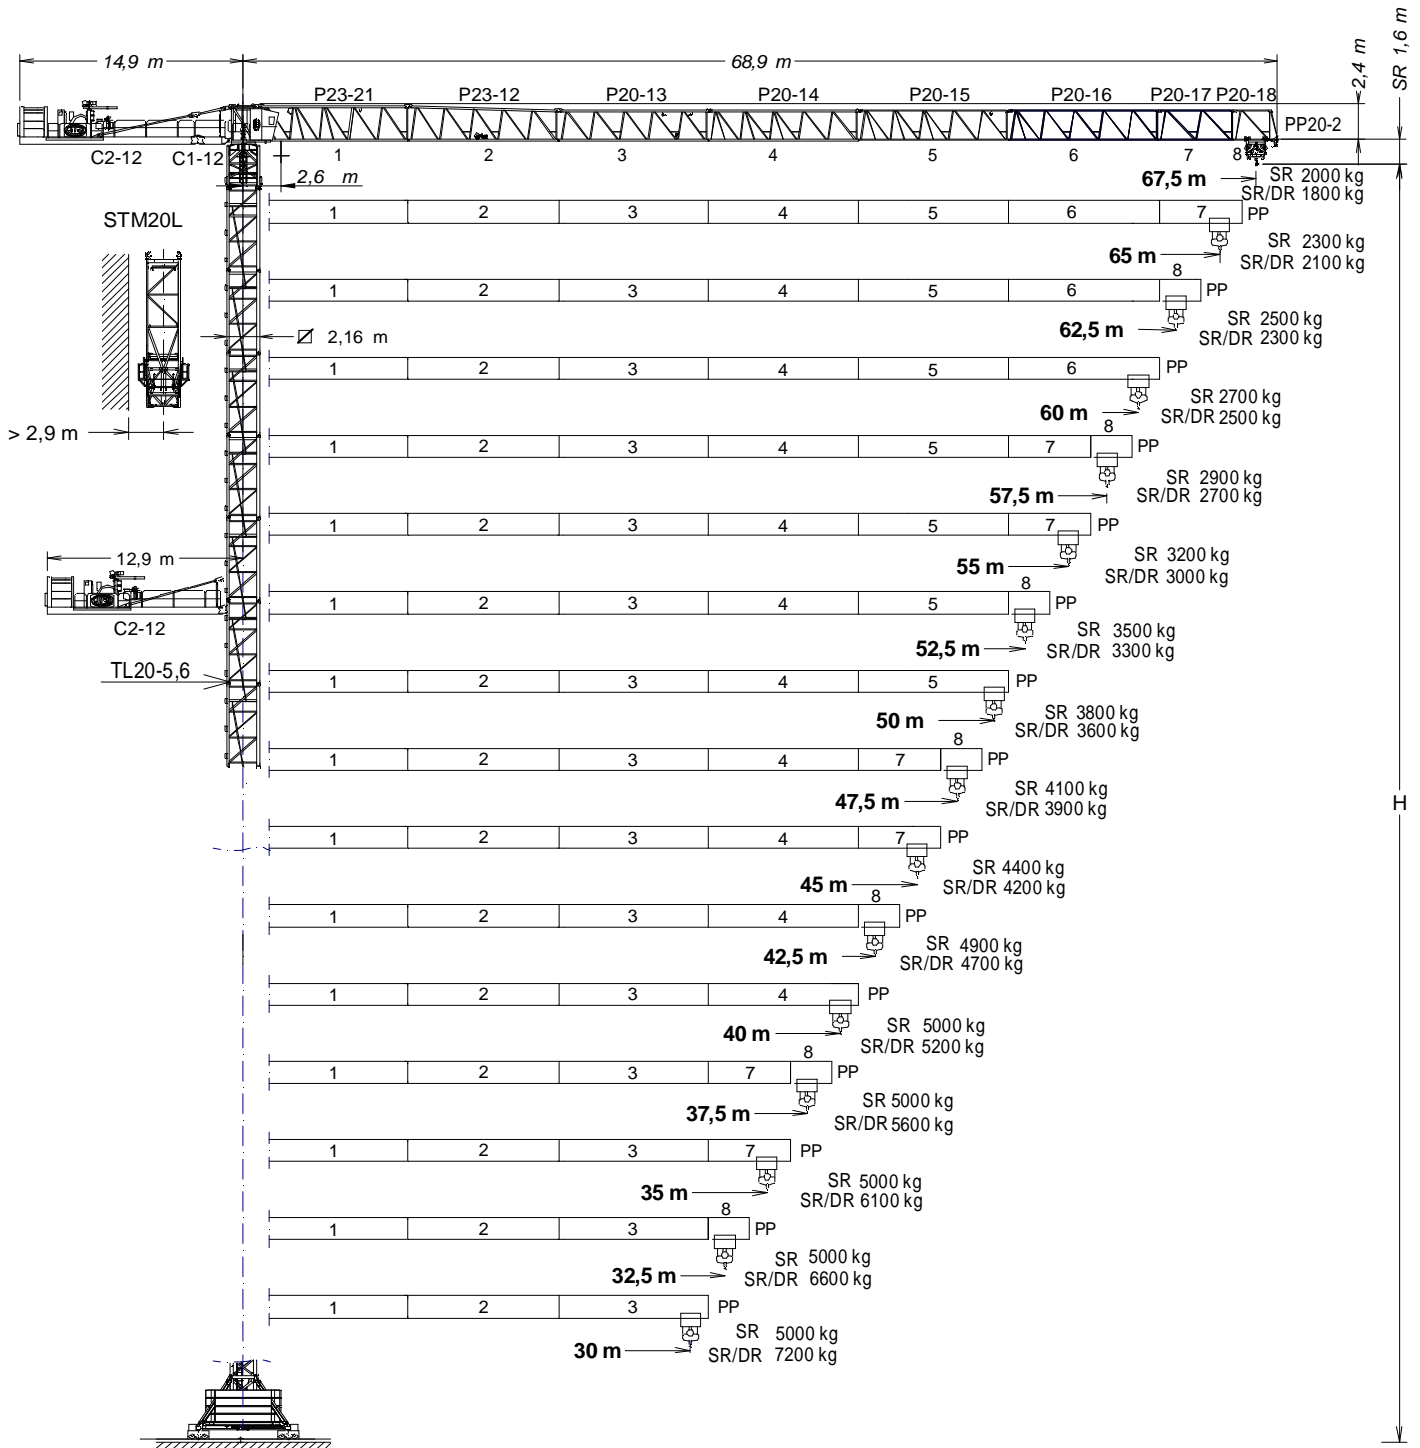 14,9 m
68,9 m
2,4 m
SR 1,6 m
P23-21 P23-12 P20-13 P20-14 P20-15 P20-16 P20-17 P20-18
PP20-2
C2-12 C1-12 1 2 3 4 5 6 7 8
2,6 m
67,5 m
SR 2000 kg
SR/DR 1800 kg
STM20L
1 2 3 4 5 6 7 PP
65 m
SR 2300 kg
SR/DR 2100 kg
8
1 2 3 4 5 6 PP
62,5 m
SR 2500 kg
SR/DR 2300 kg
2,16 m
1 2 3 4 5 6 PP
60 m
SR 2700 kg
SR/DR 2500 kg
> 2,9 m
8
1 2 3 4 5 7 PP
57,5 m
SR 2900 kg
SR/DR 2700 kg
1 2 3 4 5 7 PP
55 m
SR 3200 kg
SR/DR 3000 kg
12,9 m
C2-12
8
1 2 3 4 5 PP
52,5 m
SR 3500 kg
SR/DR 3300 kg
TL20-5,6
1 2 3 4 5 PP
50 m
SR 3800 kg
SR/DR 3600 kg
8
1 2 3 4 7 PP
47,5 m
SR 4100 kg
SR/DR 3900 kg
H
1 2 3 4 7 PP
45 m
SR 4400 kg
SR/DR 4200 kg
8
1 2 3 4 PP
42,5 m
SR 4900 kg
SR/DR 4700 kg
1 2 3 4 PP
40 m
SR 5000 kg
SR/DR 5200 kg
8
1 2 3 7 PP
37,5 m
SR 5000 kg
SR/DR 5600 kg
1 2 3 7 PP
35 m
SR 5000 kg
SR/DR 6100 kg
8
1 2 3 PP
32,5 m
SR 5000 kg
SR/DR 6600 kg
1 2 3 PP
30 m
SR 5000 kg
SR/DR 7200 kg